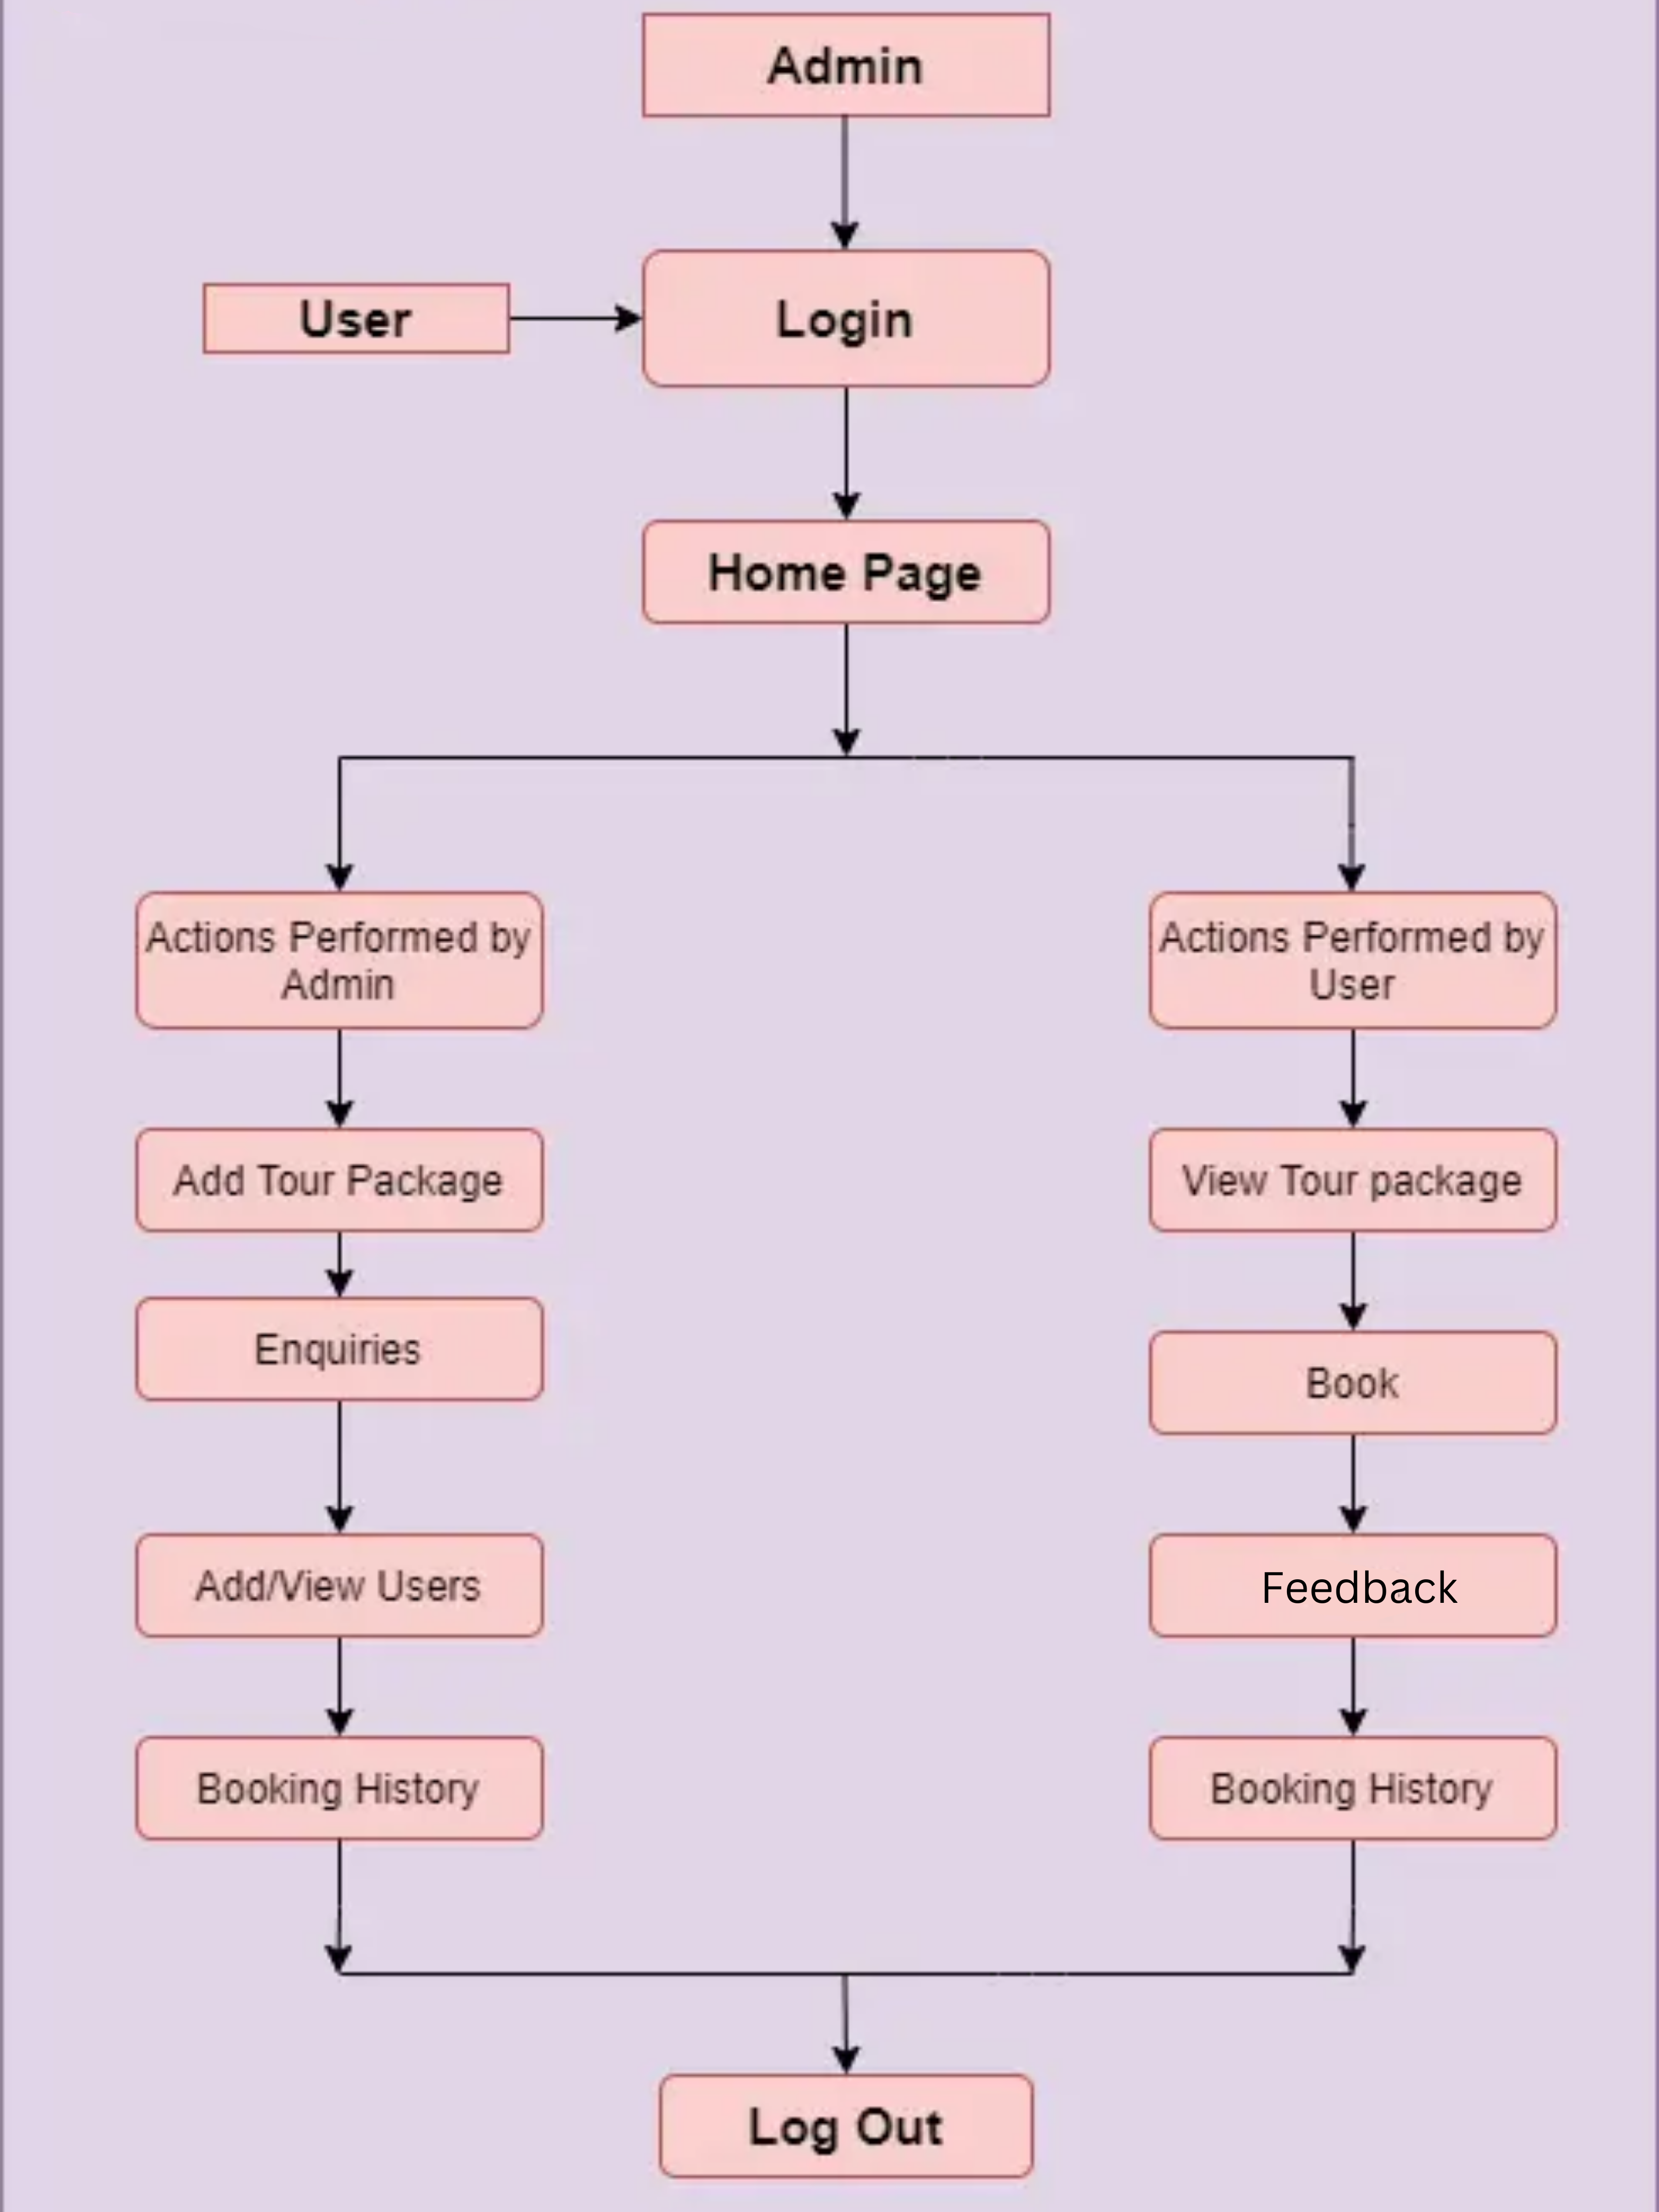 Admin
User
Login
Home Page
Actions Performed by
Admin
Add Tour Package
Enquiries
Add/View Users
Booking History
Actions Performed by
User
View Tour package
Book
Feedback
Booking History
Log Out